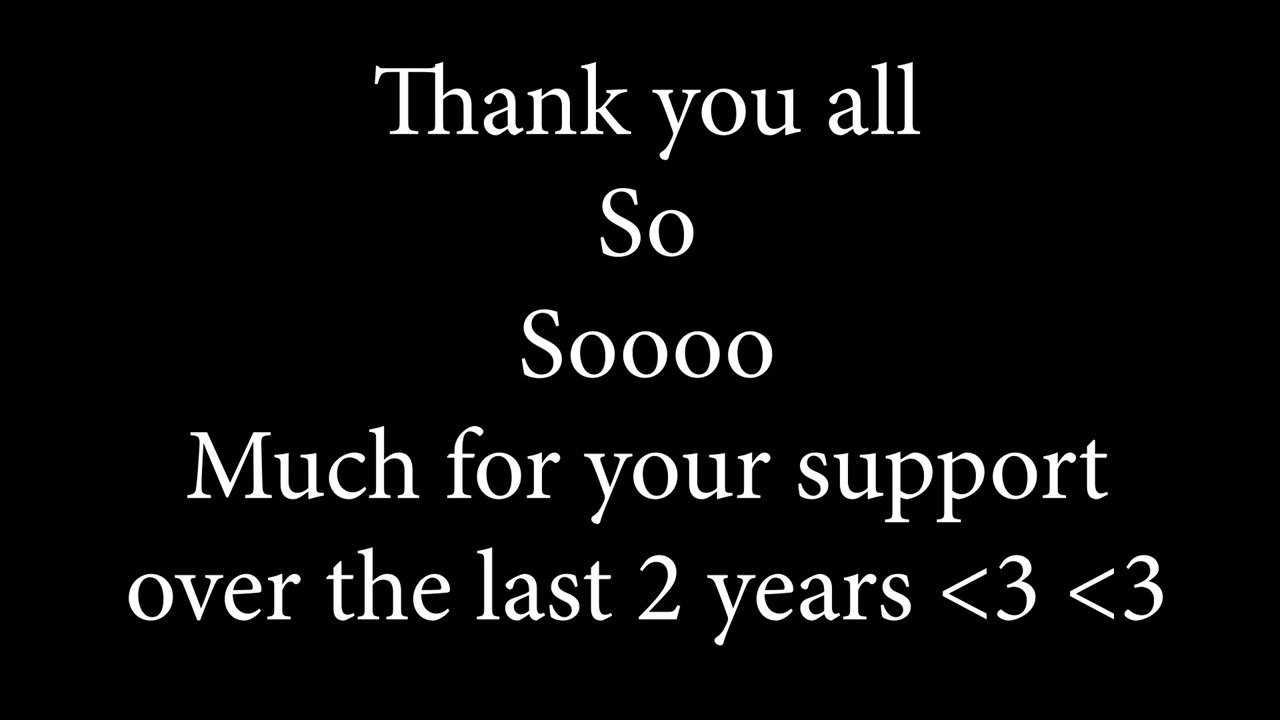 Thank you all
So
Soooo
Much for your support
over the last 2 years <3 <3